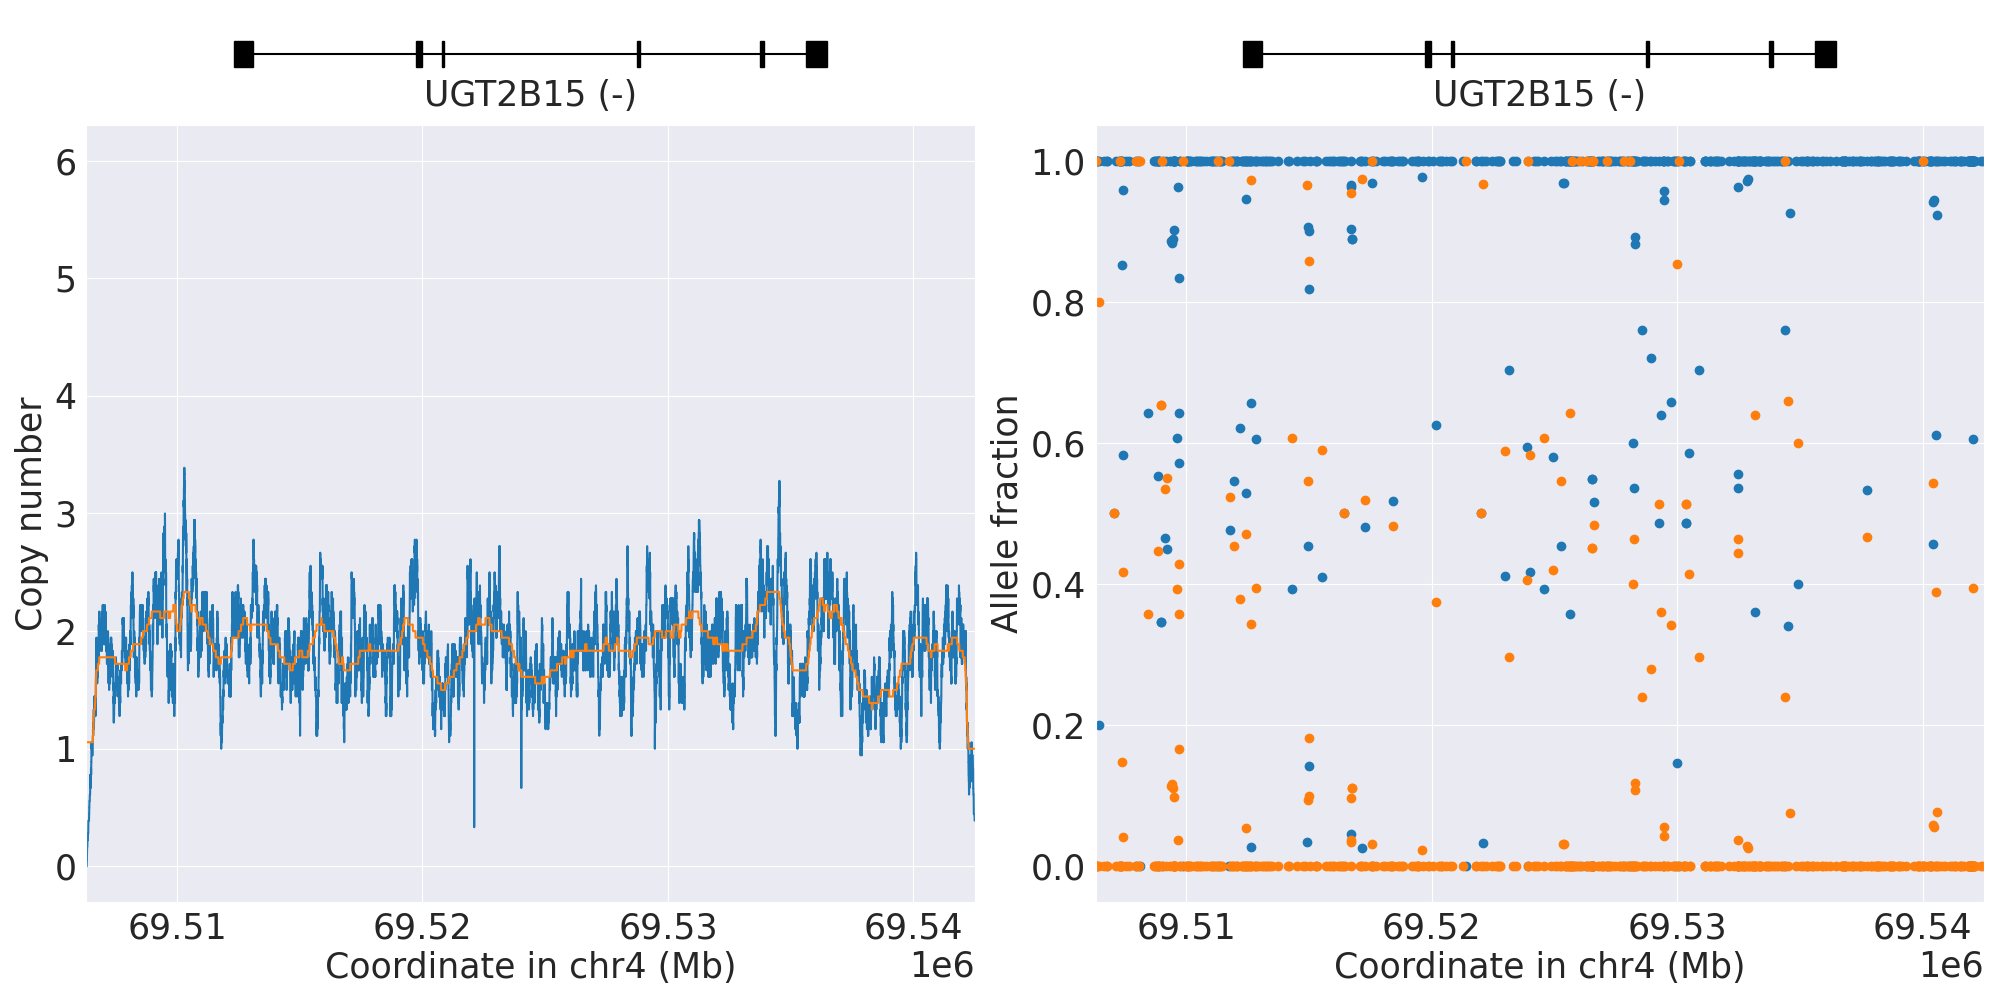 UGT2B15 (-)
6
5
4
3
2
1
0
Copy number
69.51 69.52 69.53 69.54
Coordinate in chr4 (Mb)
1e6
UGT2B15 (-)
1.0
0.8
0.6
0.4
0.2
0.0
Allele fraction
69.51 69.52 69.53 69.54
Coordinate in chr4 (Mb)
1e6